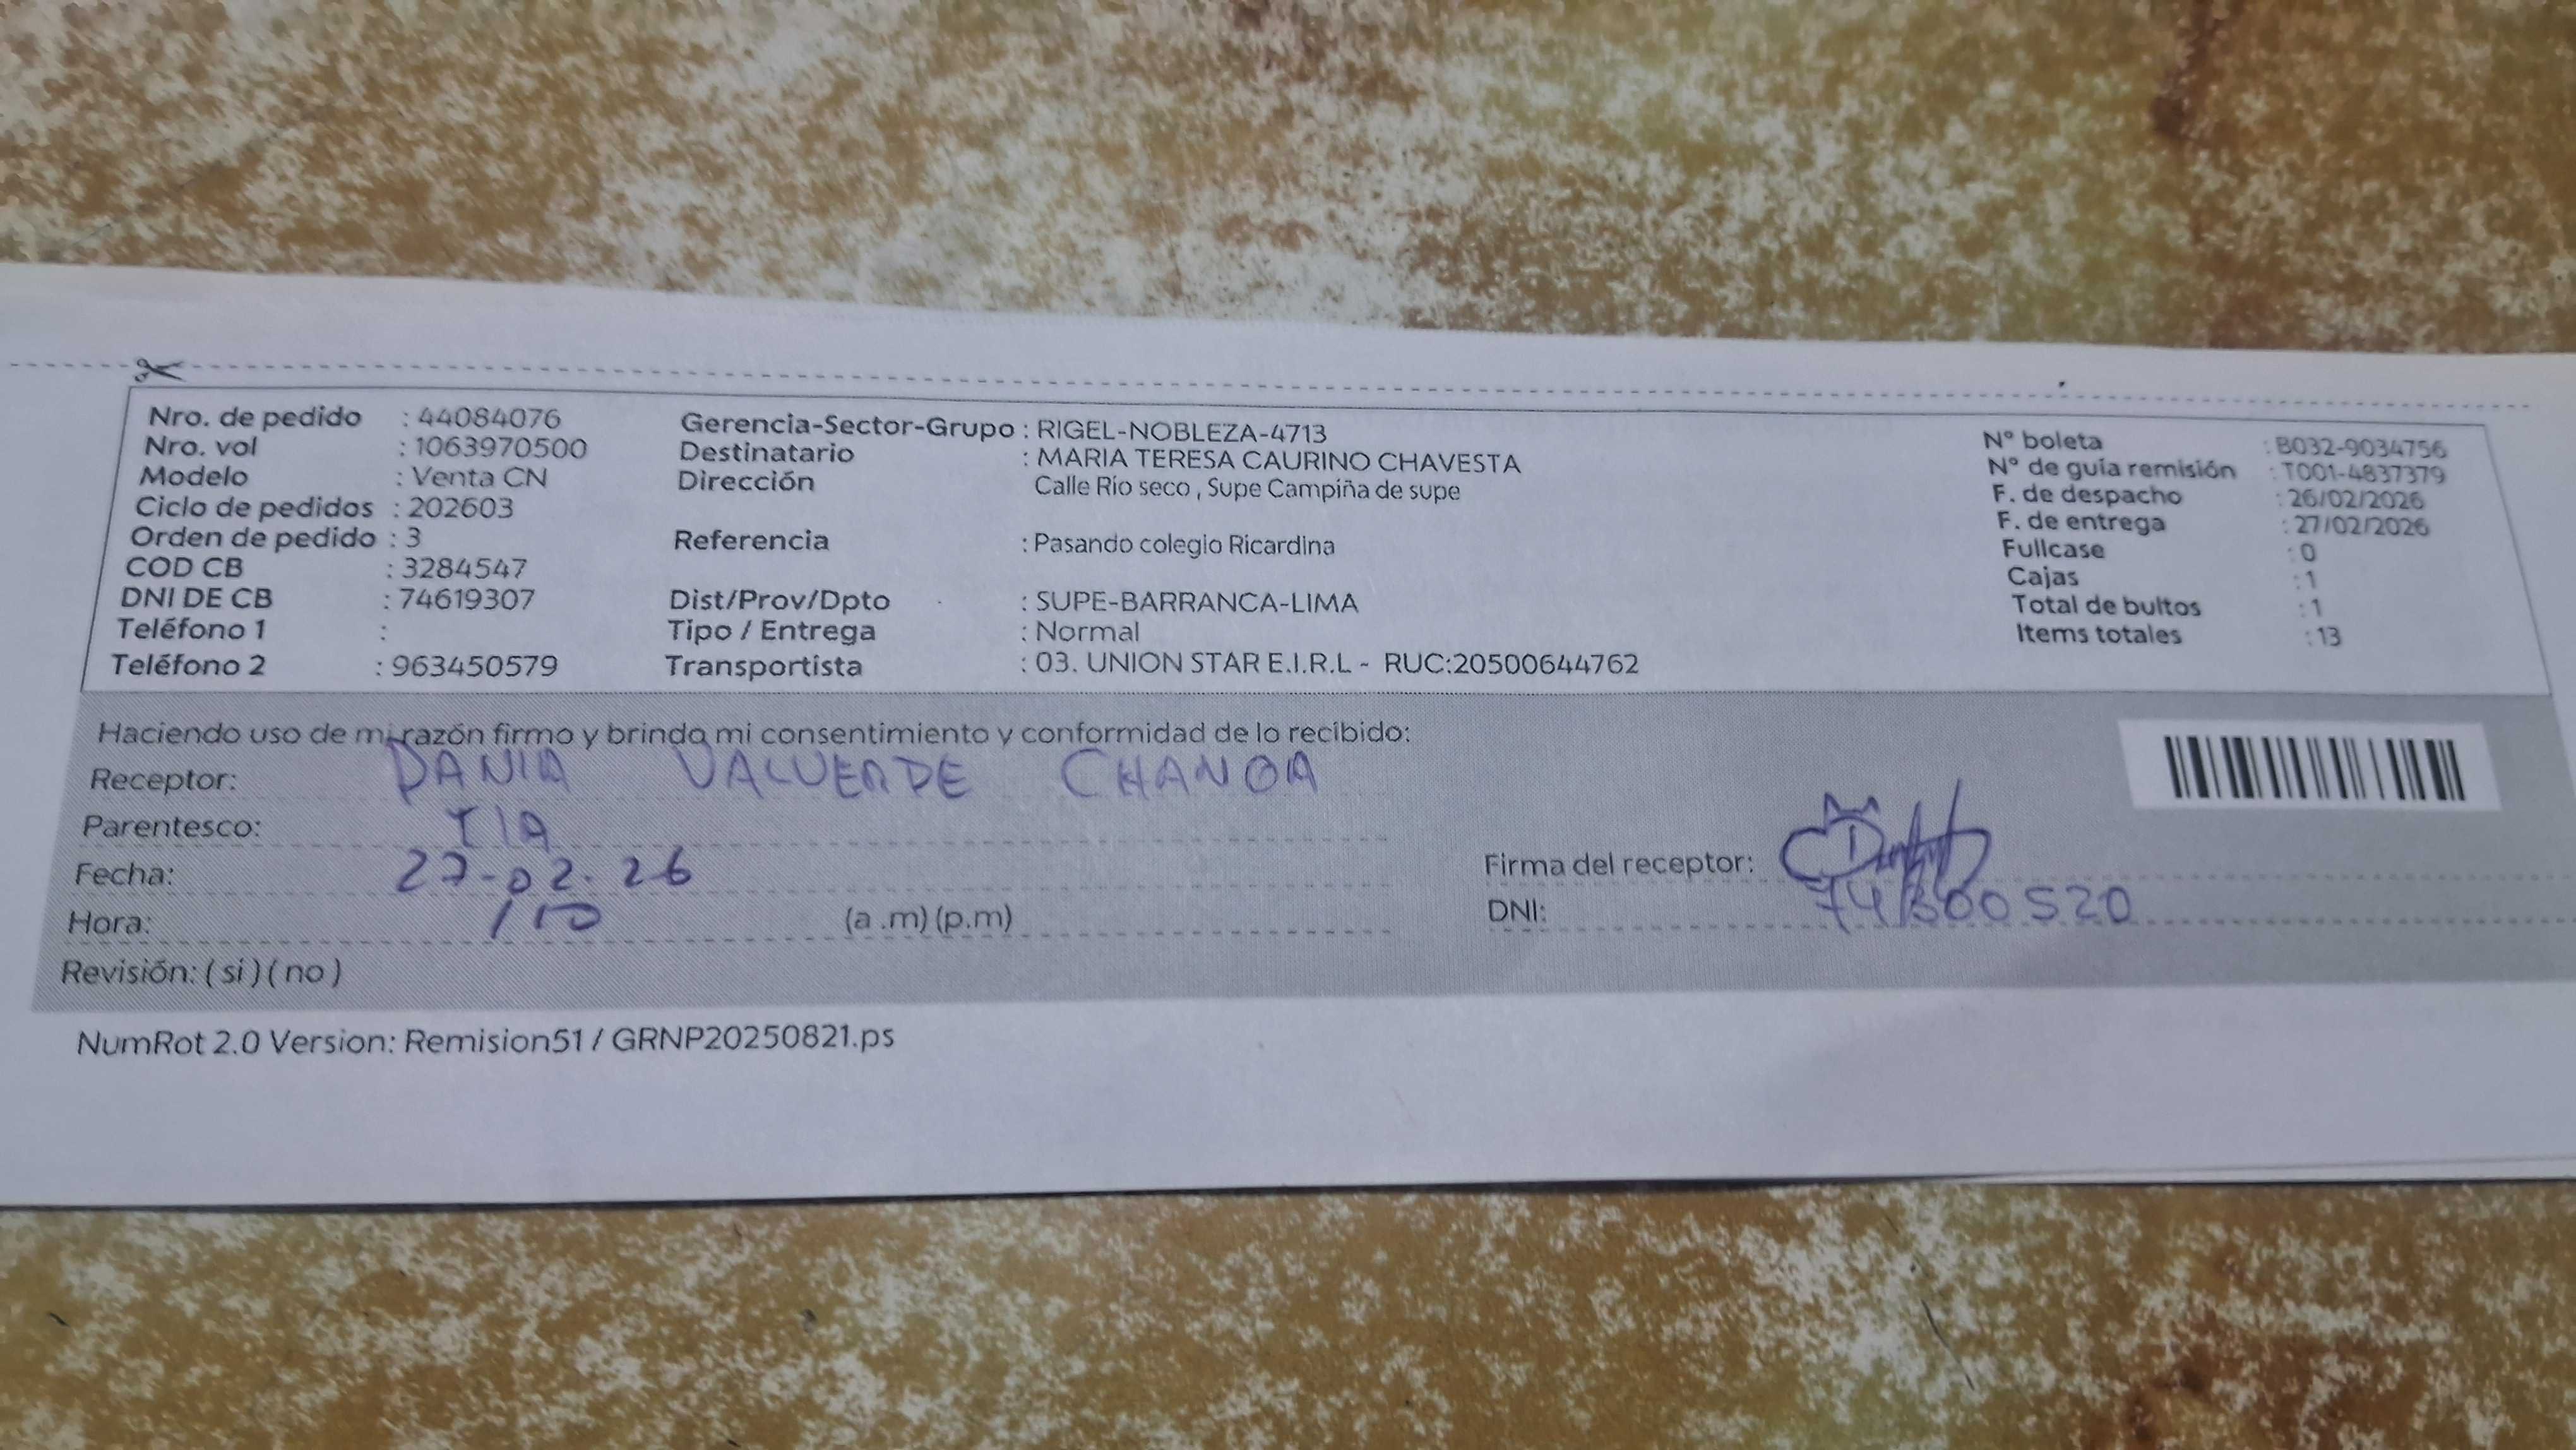 Nro. de pedido : 44084076
Nro. vol : 1063970500
Modelo : Venta CN
Ciclo de pedidos : 202603
Orden de pedido : 3
COD CB : 3284547
DNI DE CB : 74619307
Teléfono 1 :
Teléfono 2 : 963450579
Gerencia-Sector-Grupo : RIGEL-NOBLEZA-4713
Destinatario : MARIA TERESA CAURINO CHAVESTA
Dirección Calle Río seco , Supe Campiña de supe
Referencia : Pasando colegio Ricardina
Dist/Prov/Dpto : SUPE-BARRANCA-LIMA
Tipo / Entrega : Normal
Transportista : 03. UNION STAR E.I.R.L - RUC:20500644762
N° boleta : B032-9034756
N° de guía remisión : T001-4837379
F. de despacho : 26/02/2026
F. de entrega : 27/02/2026
Fullcase : 0
Cajas : 1
Total de bultos : 1
Items totales : 13
Haciendo uso de mi razón firmo y brindo mi consentimiento y conformidad de lo recibido:
Receptor: DANIA VALVERDE
Parentesco: TIA
Fecha: 27-02-26
Hora: (a .m) (p.m)
Revisión: ( si ) ( no )
Firma del receptor:
DNI:
NumRot 2.0 Version: Remision51 / GRNP20250821.ps